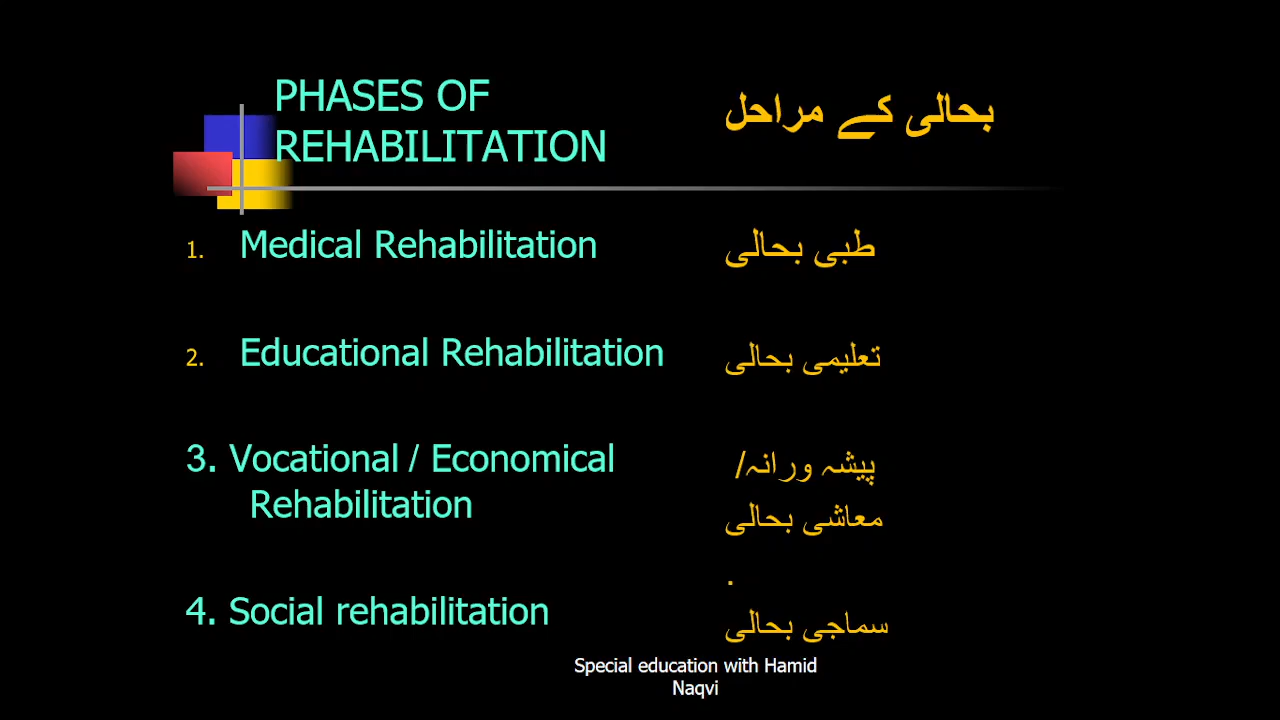 PHASES OF
REHABILITATION
بحالی کے مراحل
1. Medical Rehabilitation
طبی بحالی
2. Educational Rehabilitation
تعلیمی بحالی
3. Vocational / Economical
Rehabilitation
پیشہ ورانہ/
معاشی بحالی
.
4. Social rehabilitation
سماجی بحالی
Special education with Hamid
Naqvi